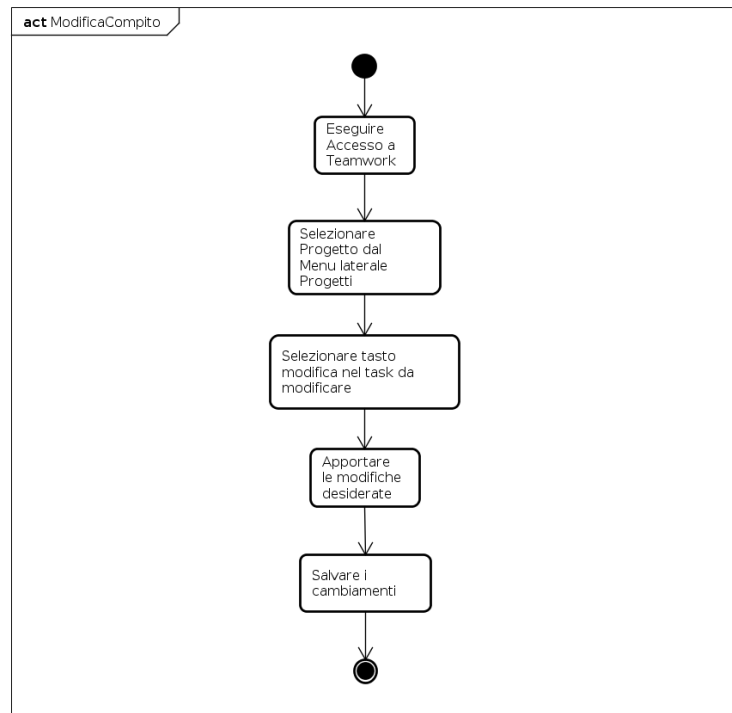 act ModificaCompito
Eseguire
Accesso a
Teamwork
Selezionare
Progetto dal
Menu laterale
Progetti
Selezionare tasto
modifica nel task da
modificare
Apportare
le modifiche
desiderate
Salvare i
cambiamenti